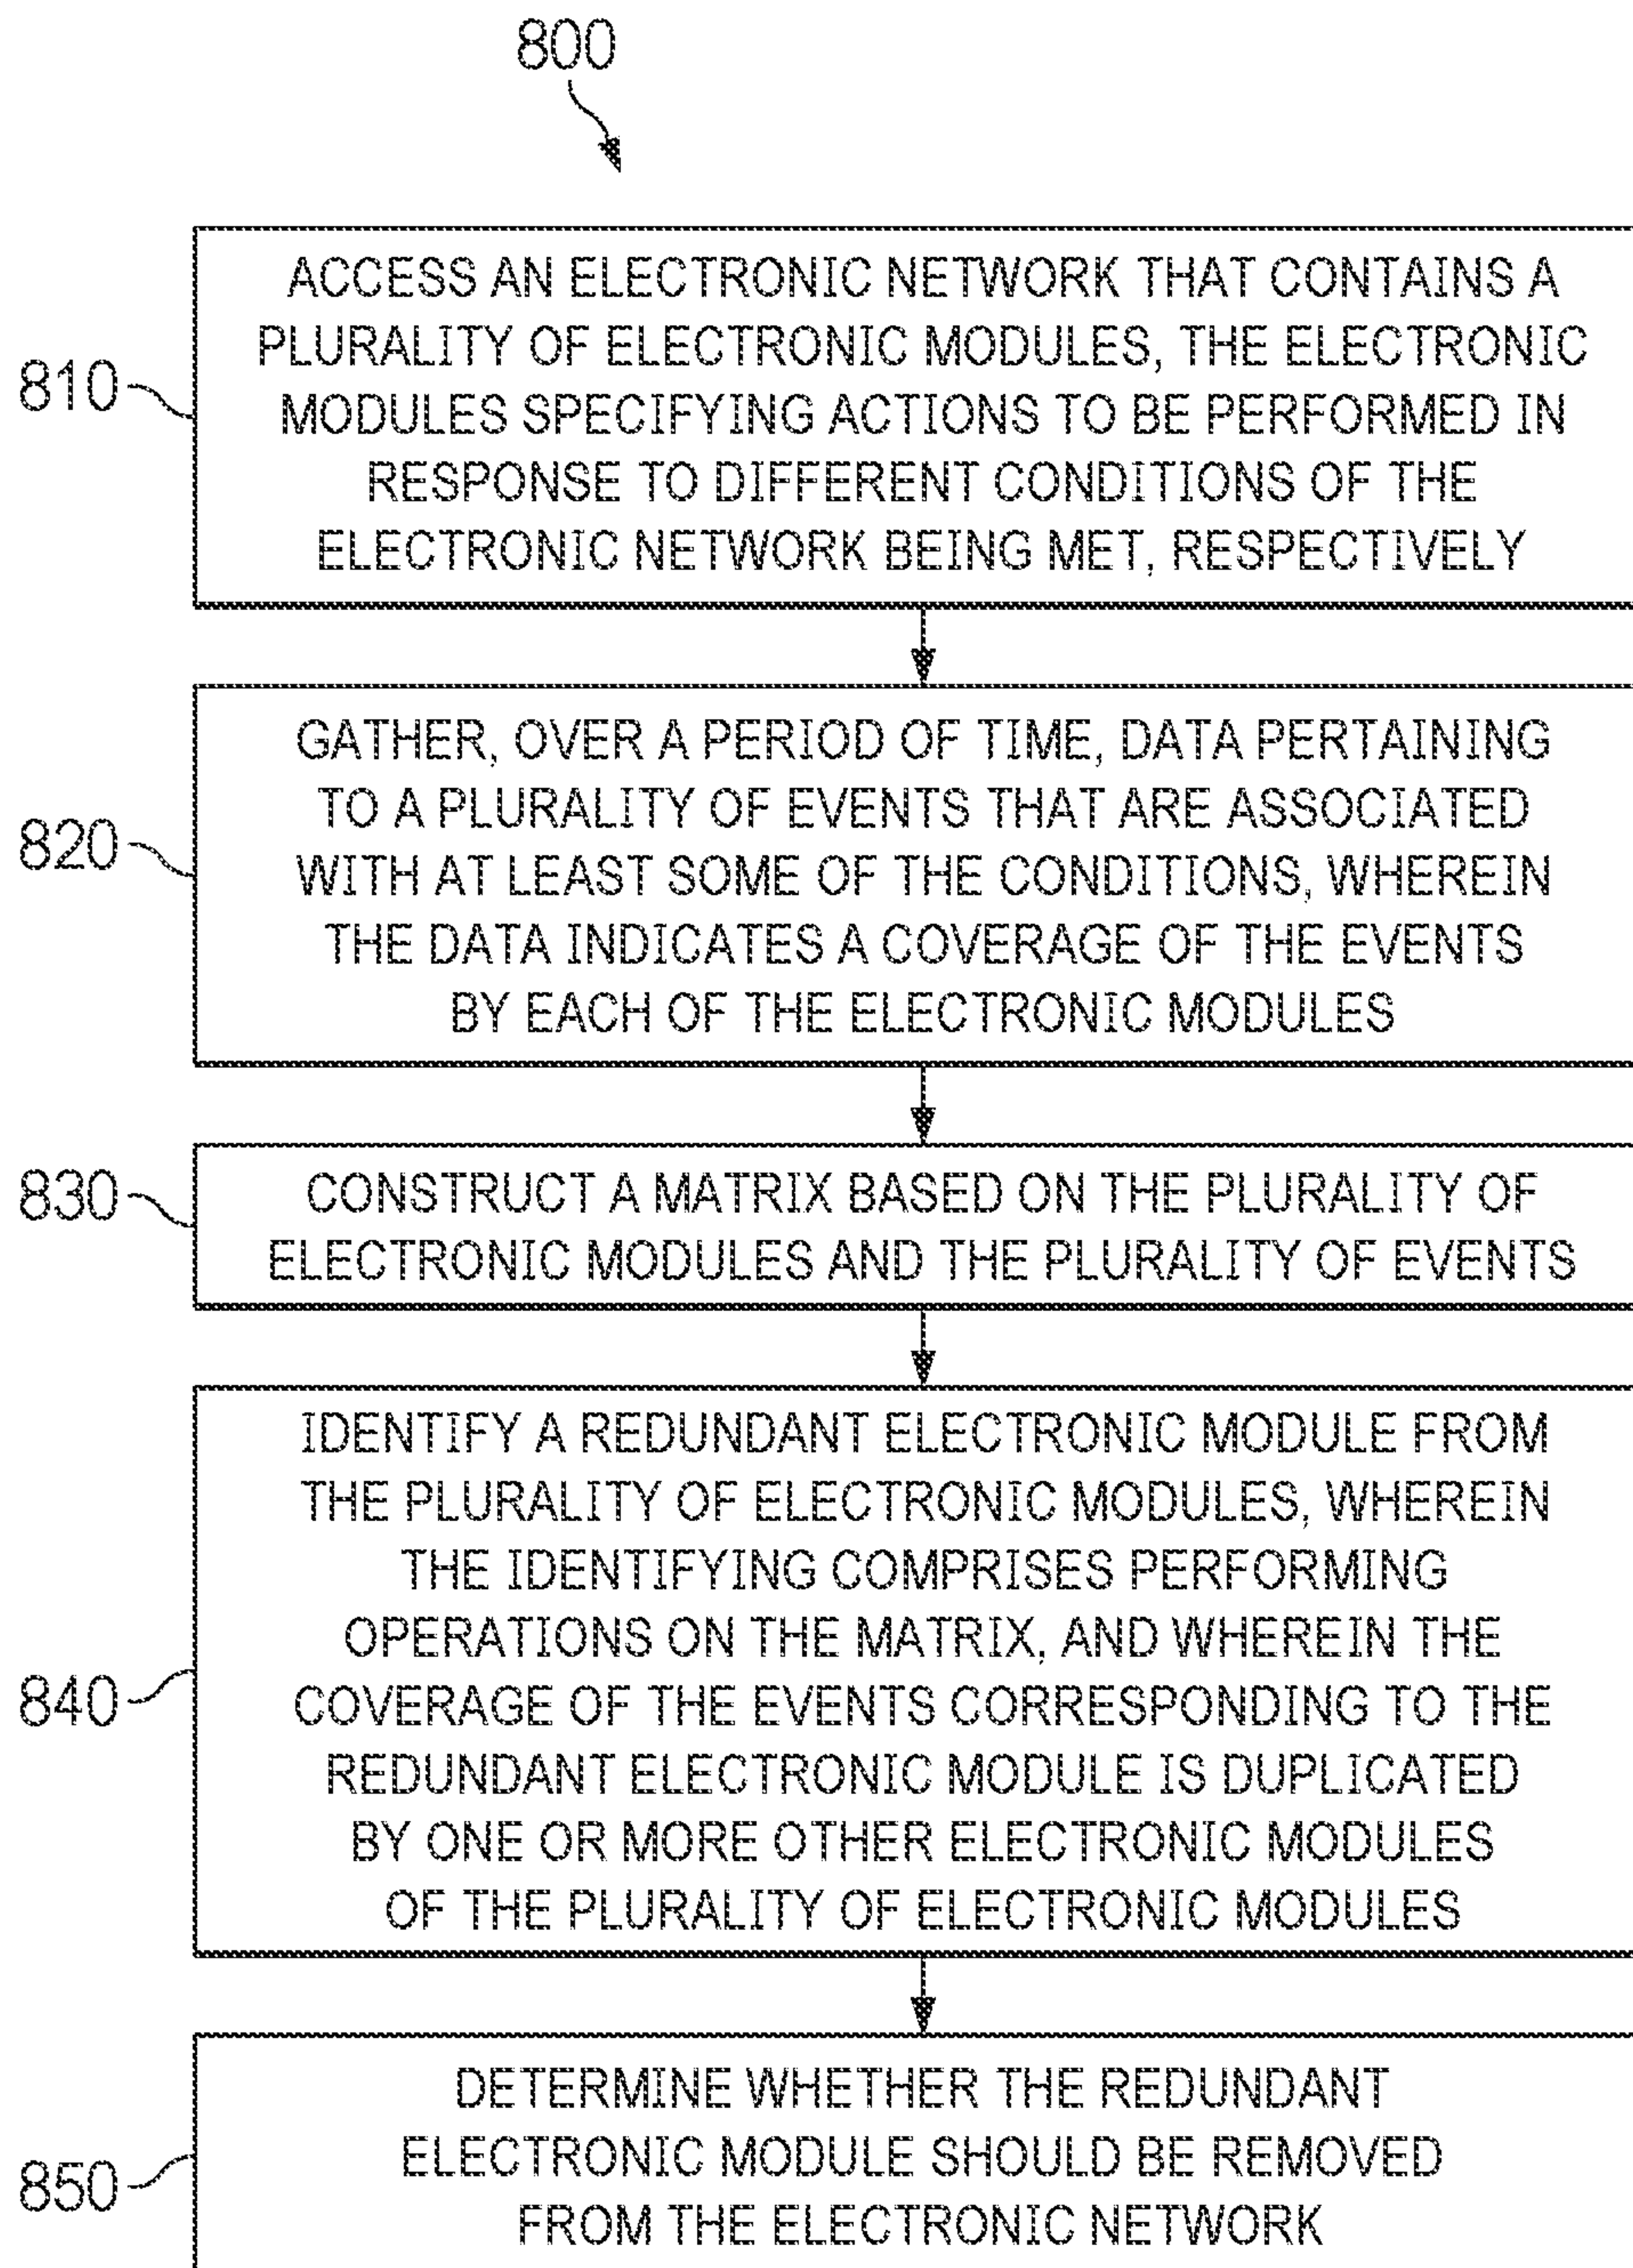 800
810
ACCESS AN ELECTRONIC NETWORK THAT CONTAINS A
PLURALITY OF ELECTRONIC MODULES, THE ELECTRONIC
MODULES SPECIFYING ACTIONS TO BE PERFORMED IN
RESPONSE TO DIFFERENT CONDITIONS OF THE
ELECTRONIC NETWORK BEING MET, RESPECTIVELY
820
GATHER, OVER A PERIOD OF TIME, DATA PERTAINING
TO A PLURALITY OF EVENTS THAT ARE ASSOCIATED
WITH AT LEAST SOME OF THE CONDITIONS, WHEREIN
THE DATA INDICATES A COVERAGE OF THE EVENTS
BY EACH OF THE ELECTRONIC MODULES
830
CONSTRUCT A MATRIX BASED ON THE PLURALITY OF
ELECTRONIC MODULES AND THE PLURALITY OF EVENTS
840
IDENTIFY A REDUNDANT ELECTRONIC MODULE FROM
THE PLURALITY OF ELECTRONIC MODULES, WHEREIN
THE IDENTIFYING COMPRISES PERFORMING
OPERATIONS ON THE MATRIX, AND WHEREIN THE
COVERAGE OF THE EVENTS CORRESPONDING TO THE
REDUNDANT ELECTRONIC MODULE IS DUPLICATED
BY ONE OR MORE OTHER ELECTRONIC MODULES
OF THE PLURALITY OF ELECTRONIC MODULES
850
DETERMINE WHETHER THE REDUNDANT
ELECTRONIC MODULE SHOULD BE REMOVED
FROM THE ELECTRONIC NETWORK